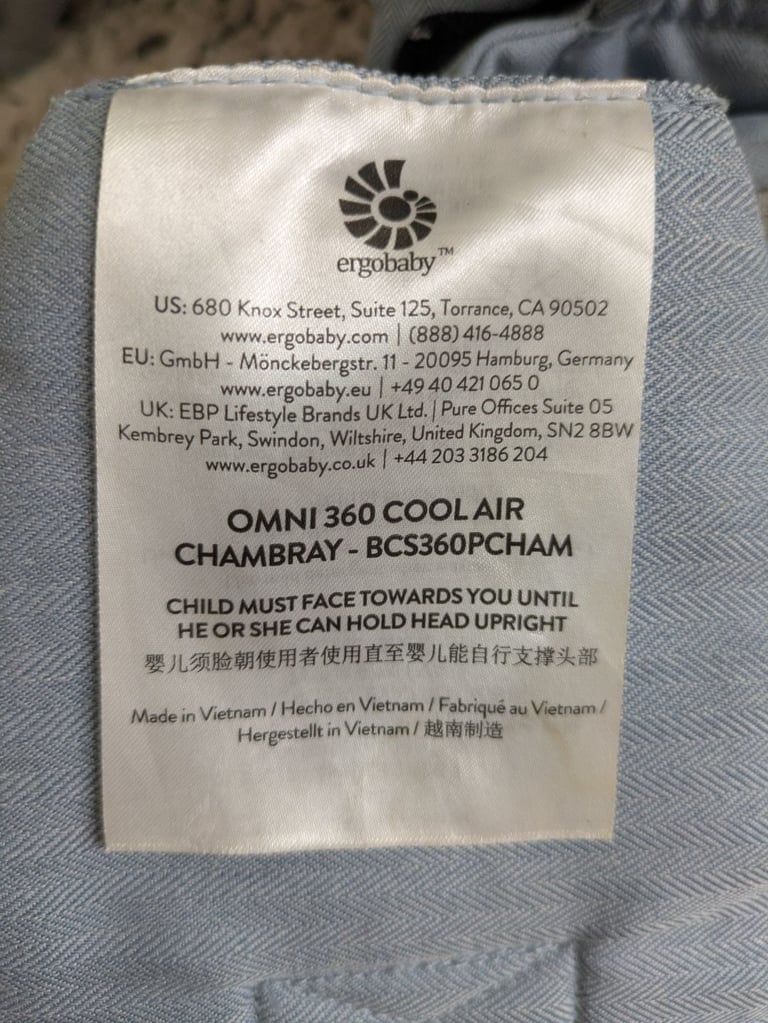 ergobaby™
US: 680 Knox Street, Suite 125, Torrance, CA 90502
www.ergobaby.com | (888) 416-4888
EU: GmbH - Mönckebergstr. 11 - 20095 Hamburg, Germany
www.ergobaby.eu | +49 40 421 065 0
UK: EBP Lifestyle Brands UK Ltd. | Pure Offices Suite 05
Kembrey Park, Swindon, Wiltshire, United Kingdom, SN2 8BW
www.ergobaby.co.uk | +44 203 3186 204
OMNI 360 COOL AIR
CHAMBRAY - BCS360PCHAM
CHILD MUST FACE TOWARDS YOU UNTIL
HE OR SHE CAN HOLD HEAD UPRIGHT
婴儿须脸朝使用者使用直至婴儿能自行支撑头部
Made in Vietnam / Hecho en Vietnam / Fabriqué au Vietnam /
Hergestellt in Vietnam / 越南制造